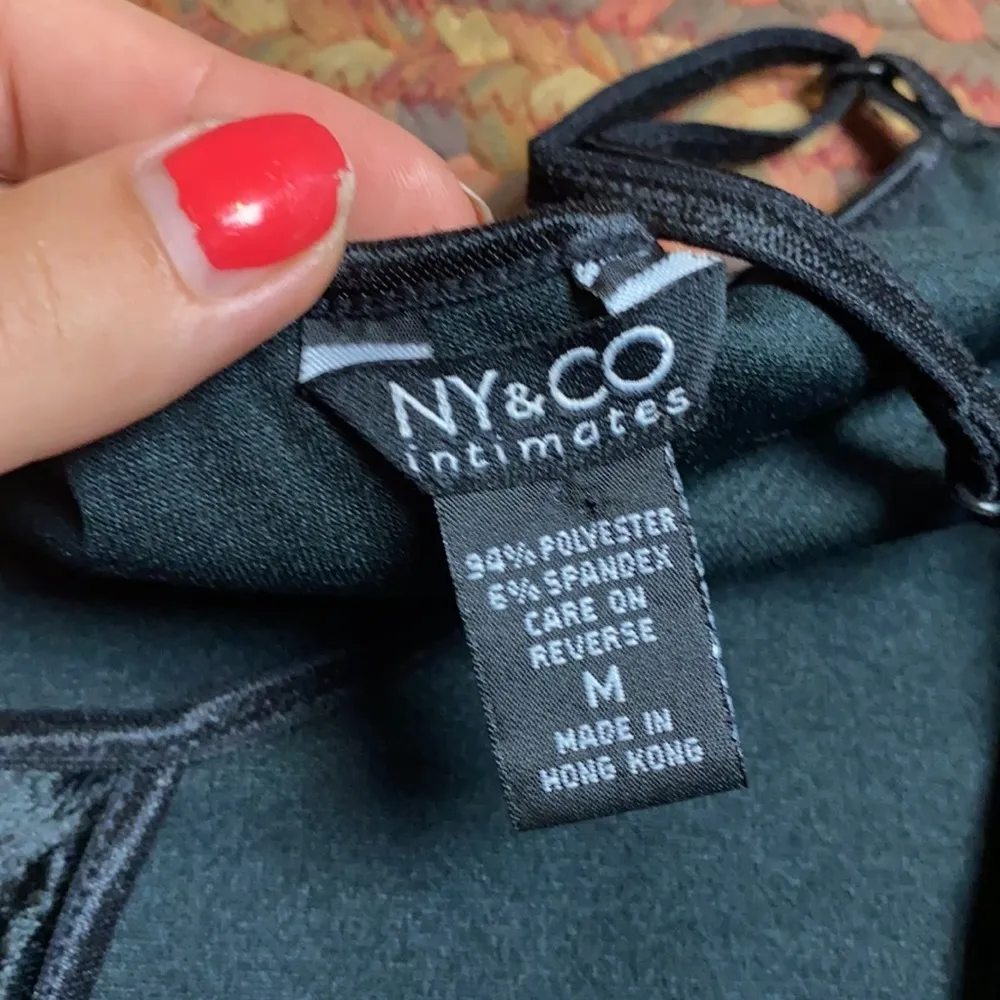 NY&CO
intimates
94% POLYESTER
6% SPANDEX
CARE ON
REVERSE
M
MADE IN
HONG KONG